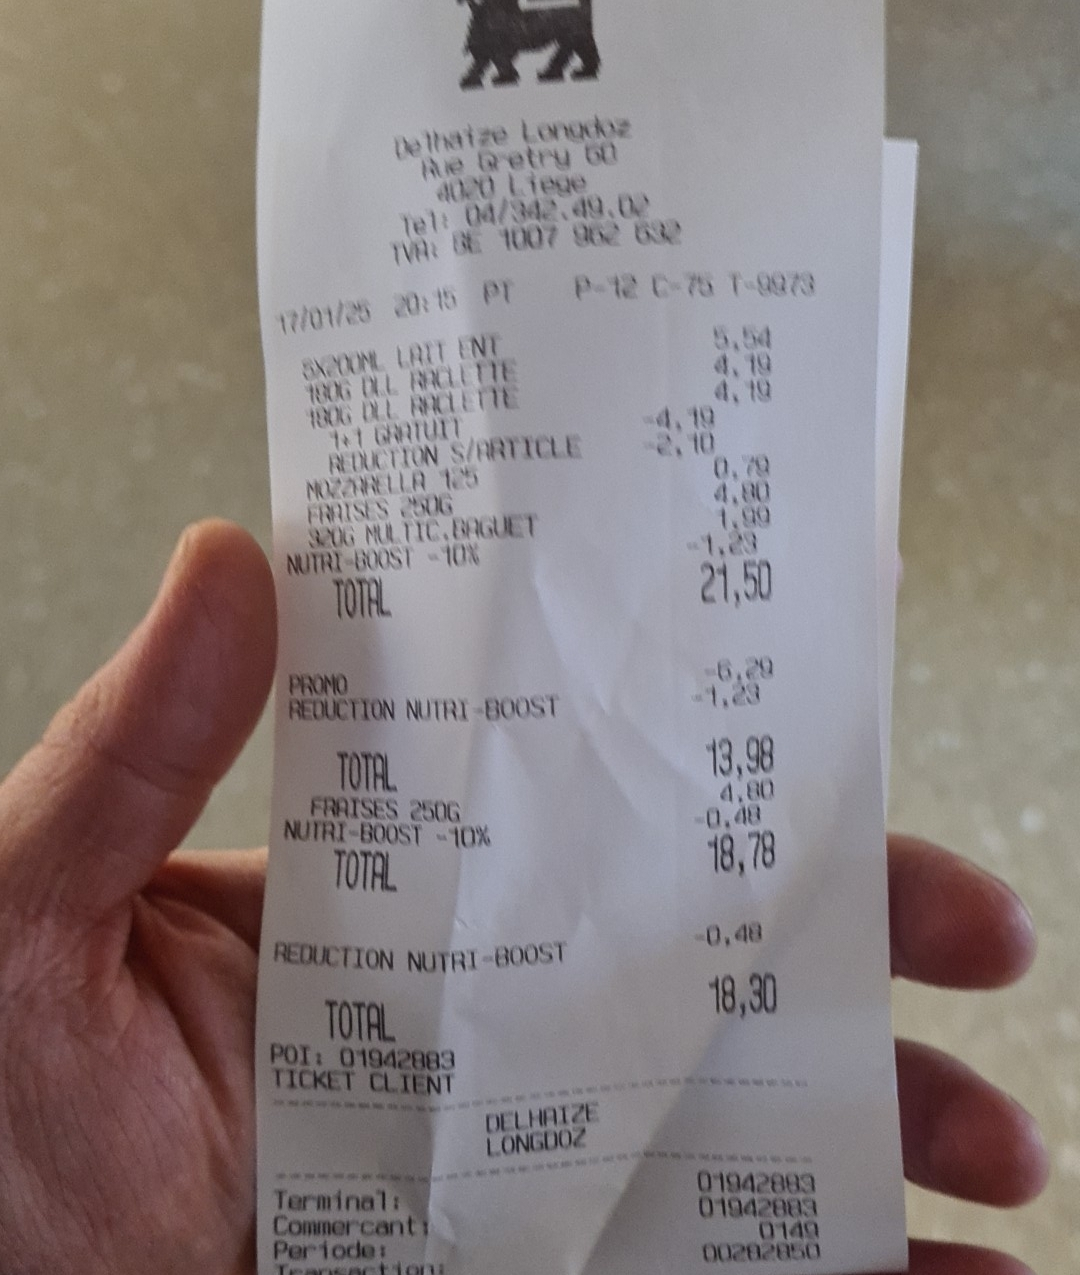 Delhaize Longdoz
Rue Gretry 60
4020 Liege
Tel: 04/342.49.02
TVA: BE 1007 962 632
17/01/25 20:15 PT P-12 C-75 T-9973
6X200ML LAIT ENT 5,54
180G DLL RACLETTE 4,19
180G DLL RACLETTE 4,19
1+1 GRATUIT -4,19
REDUCTION S/ARTICLE -2,10
MOZZARELLA 125 0,79
FRAISES 250G 4,80
320G MULTIC.BAGUET 1,99
NUTRI-BOOST -10% -1,23
TOTAL 21,50
PROMO -6,29
REDUCTION NUTRI-BOOST -1,23
TOTAL 13,98
FRAISES 250G 4,80
NUTRI-BOOST -10% -0,48
TOTAL 18,78
REDUCTION NUTRI-BOOST -0,48
TOTAL 18,30
POI: 01942883
TICKET CLIENT
DELHAIZE
LONGDOZ
Terminal: 01942883
Commercant: 01942883
Periode: 0149
Transaction: 00282850